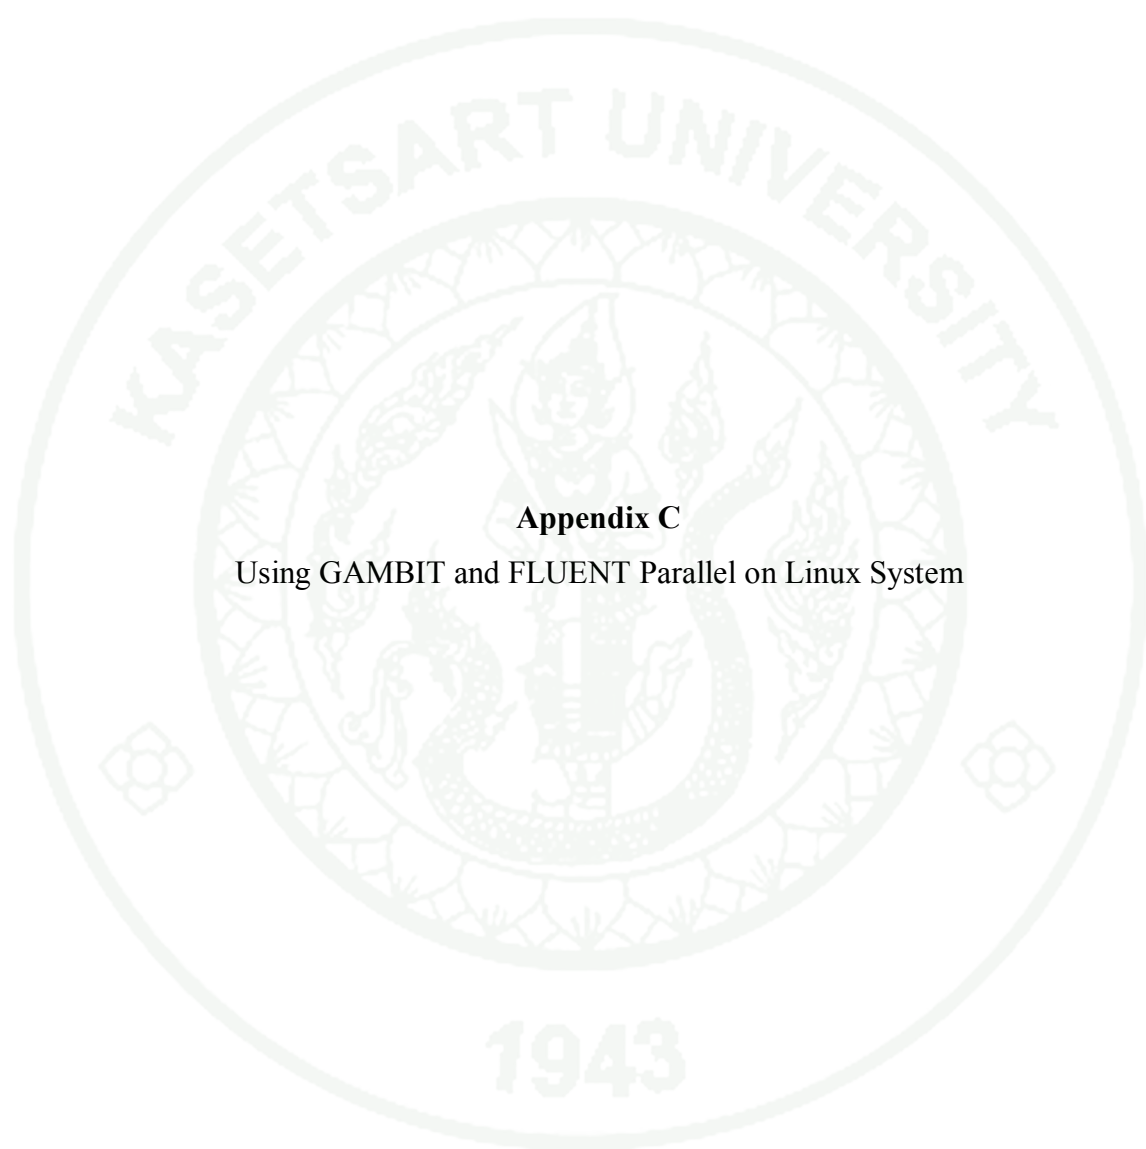 KASETSART UNIVERSITY
Appendix C
Using GAMBIT and FLUENT Parallel on Linux System
1943